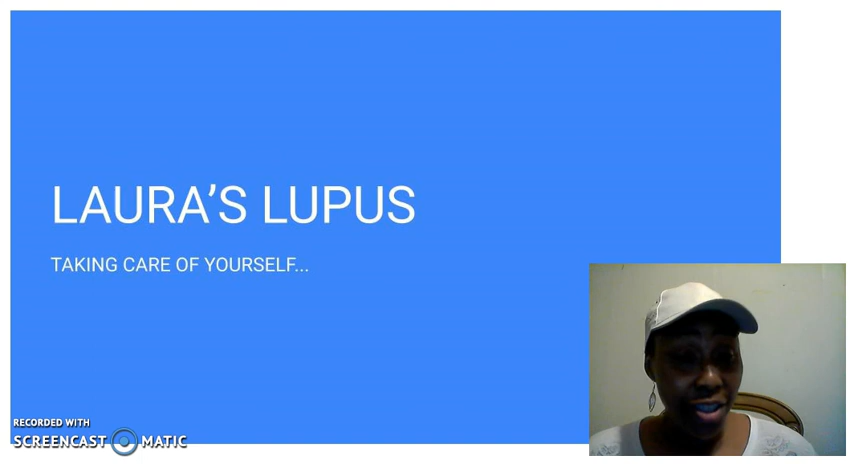 LAURA’S LUPUS
TAKING CARE OF YOURSELF...
RECORDED WITH
SCREENCAST MATIC